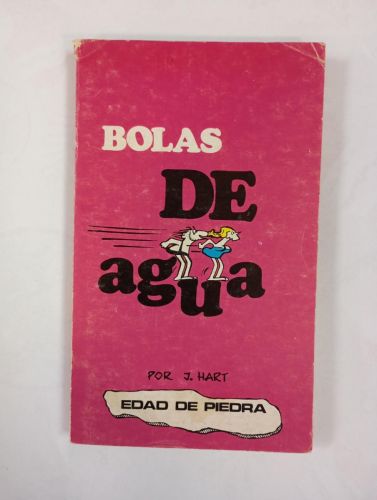 BOLAS
DE
agua
POR J. HART
EDAD DE PIEDRA